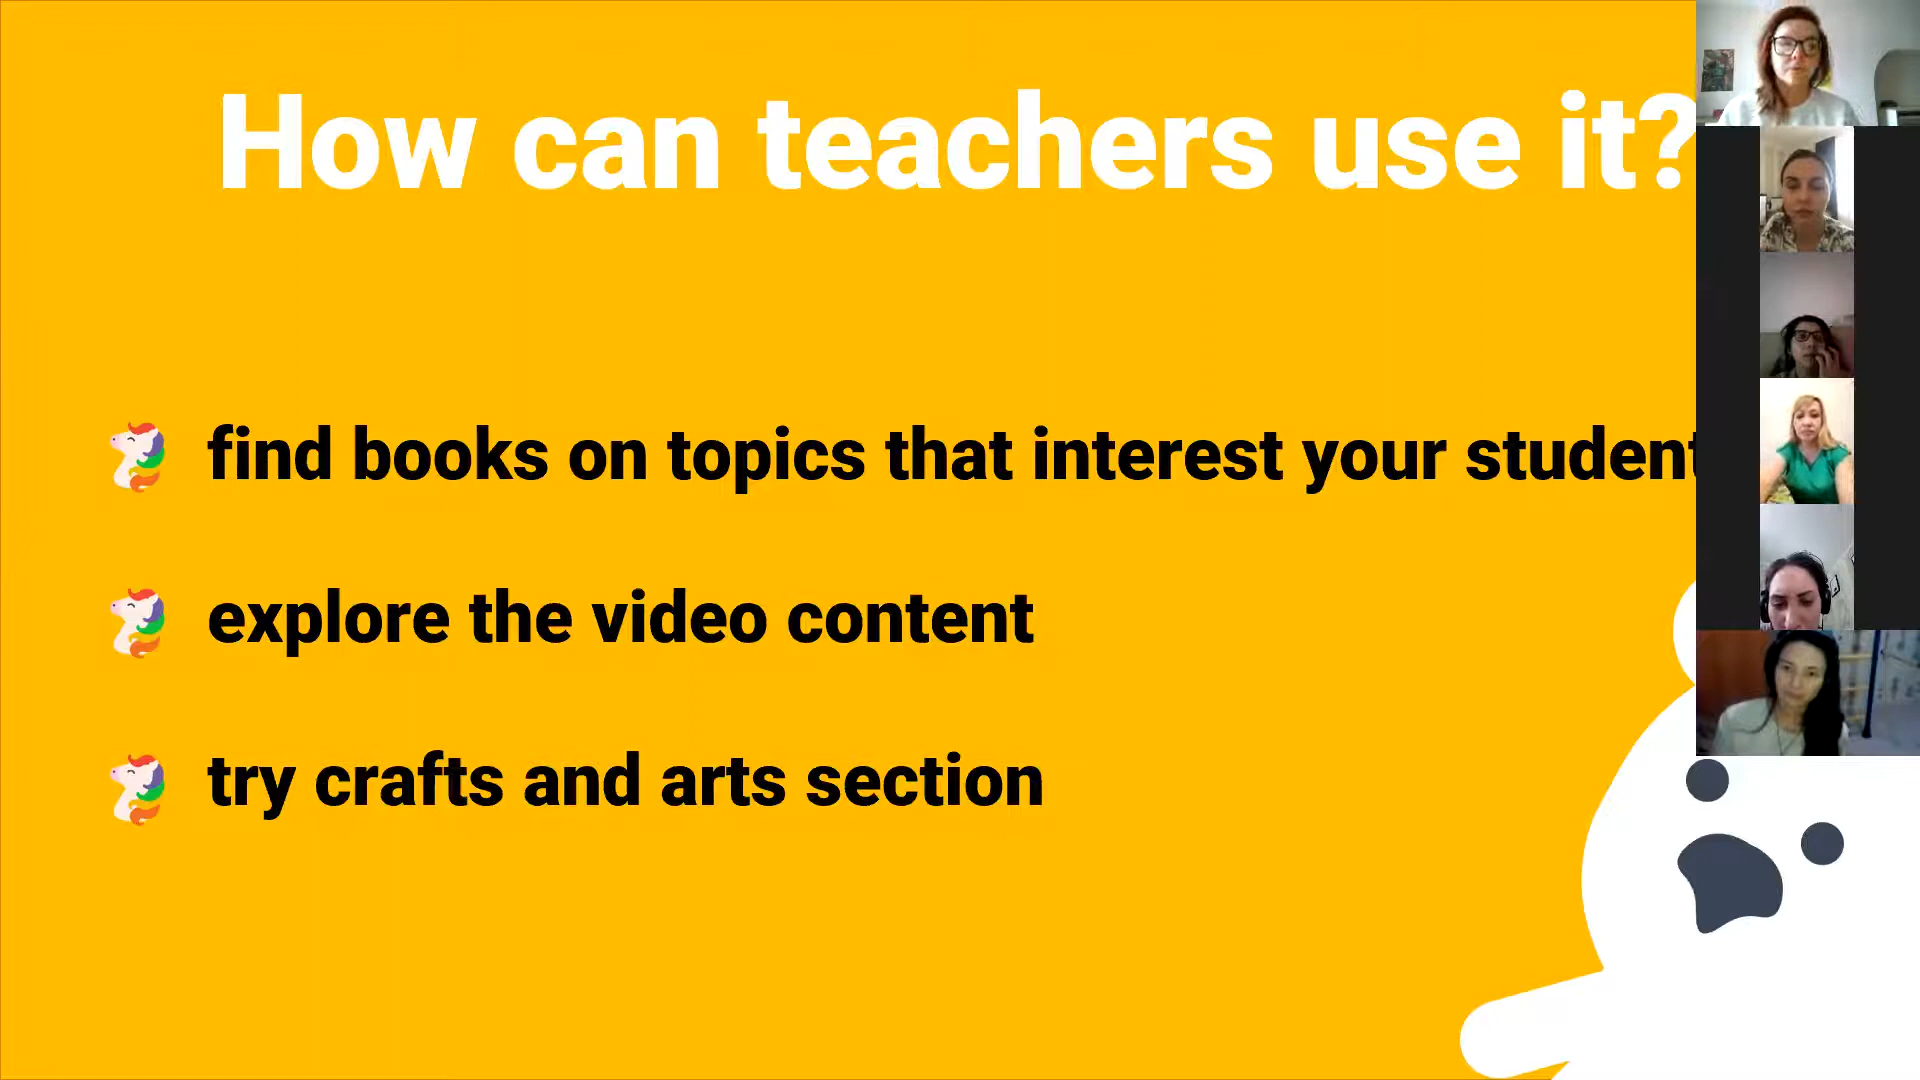 How can teachers use it?
find books on topics that interest your student
explore the video content
try crafts and arts section